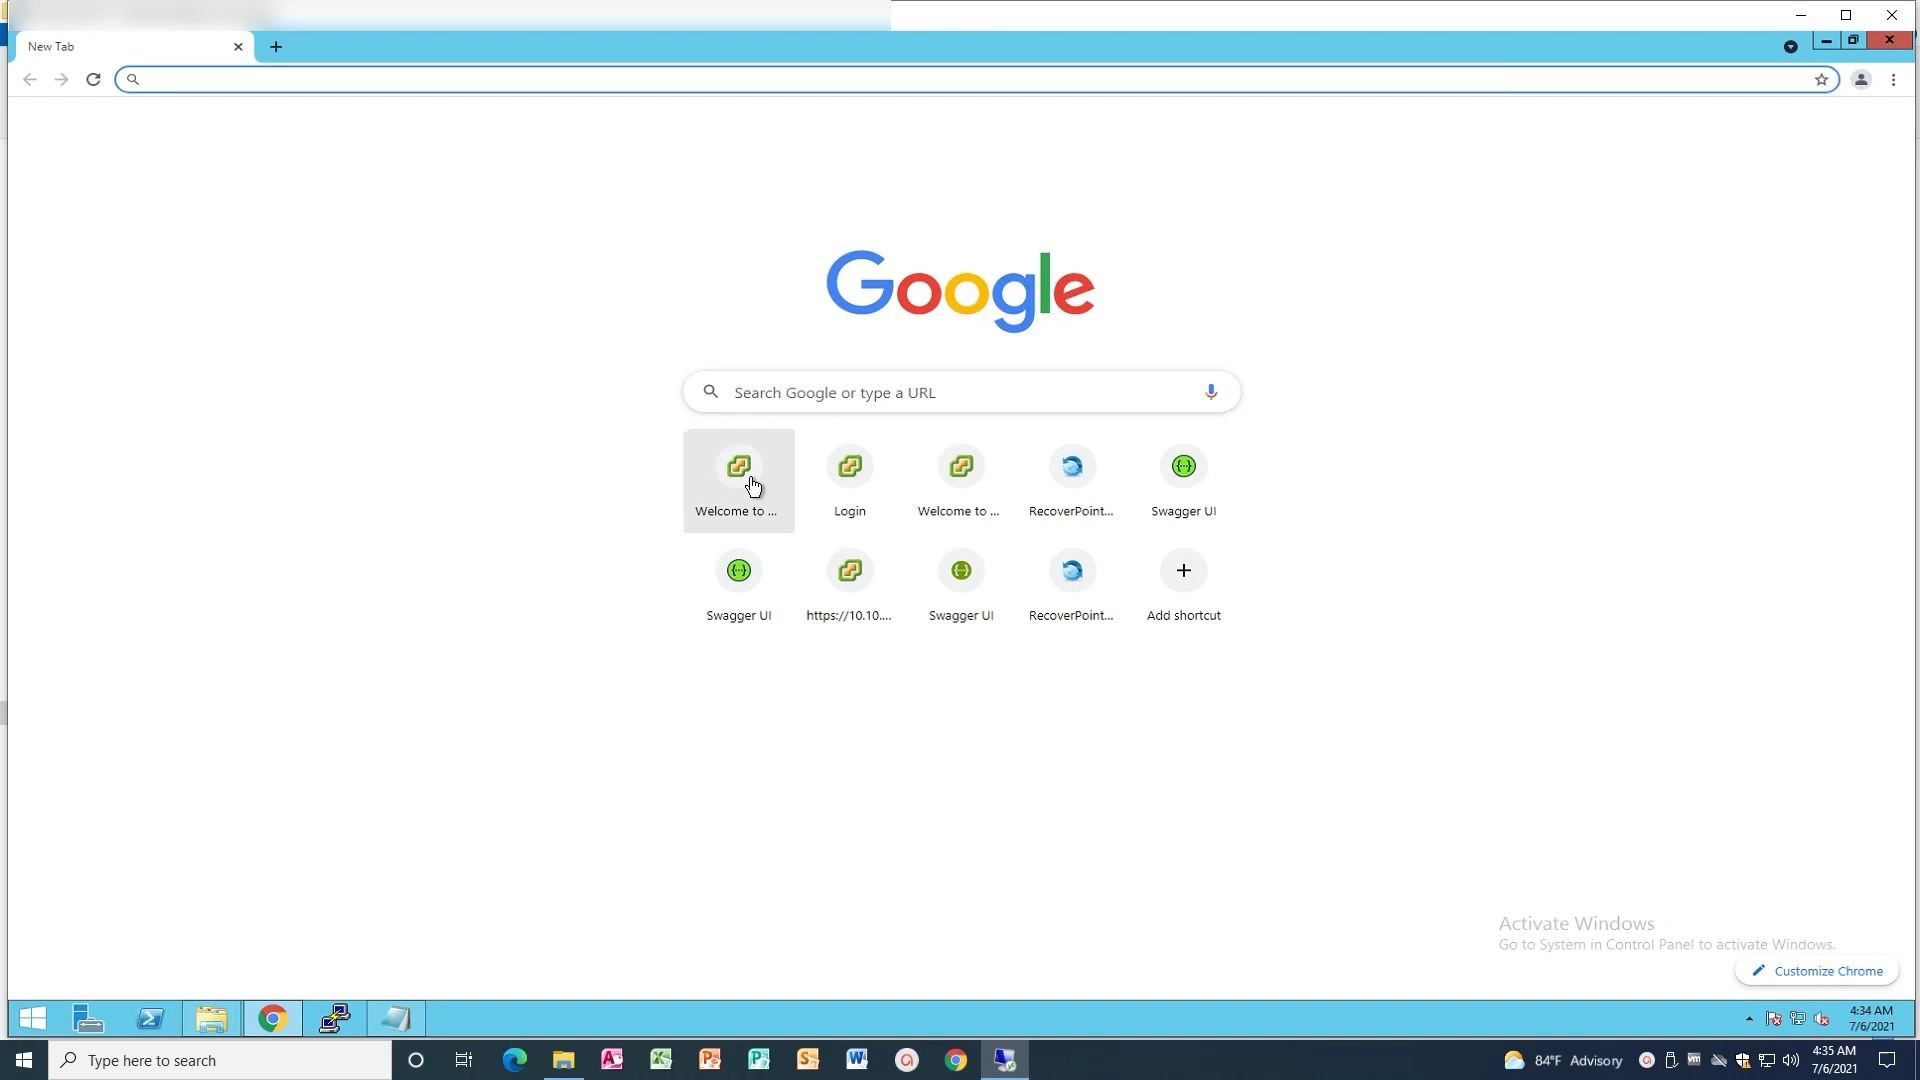 New Tab
Google
Search Google or type a URL
Welcome to ...
Login
Welcome to ...
RecoverPoint...
Swagger UI
Swagger UI
https://10.10....
Swagger UI
RecoverPoint...
Add shortcut
Activate Windows
Go to System in Control Panel to activate Windows.
Customize Chrome
4:34 AM
7/6/2021
Type here to search
84°F Advisory
4:35 AM
7/6/2021